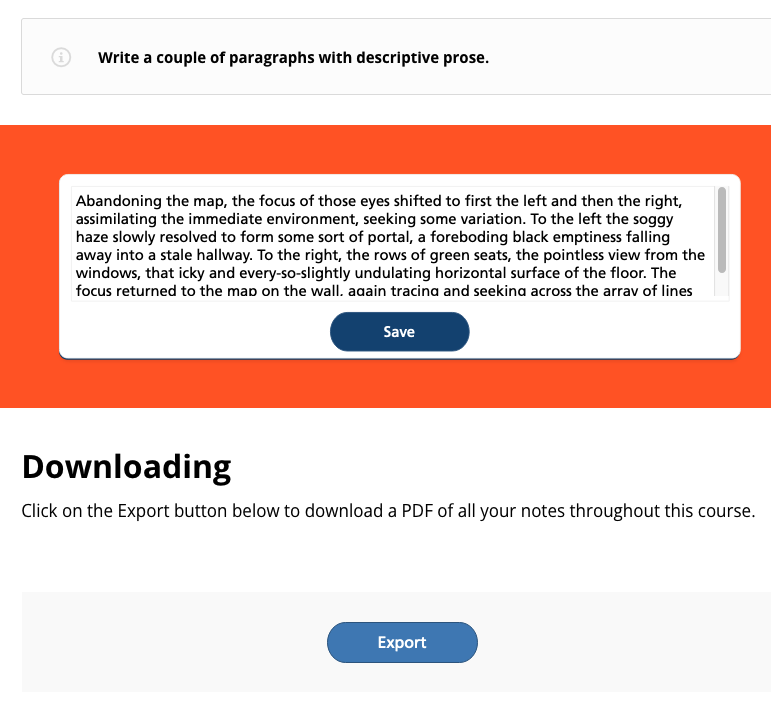 Write a couple of paragraphs with descriptive prose.
Abandoning the map, the focus of those eyes shifted to first the left and then the right,
assimilating the immediate environment, seeking some variation. To the left the soggy
haze slowly resolved to form some sort of portal, a foreboding black emptiness falling
away into a stale hallway. To the right, the rows of green seats, the pointless view from the
windows, that icky and every-so-slightly undulating horizontal surface of the floor. The
focus returned to the map on the wall, again tracing and seeking across the array of lines
Save
Downloading
Click on the Export button below to download a PDF of all your notes throughout this course.
Export